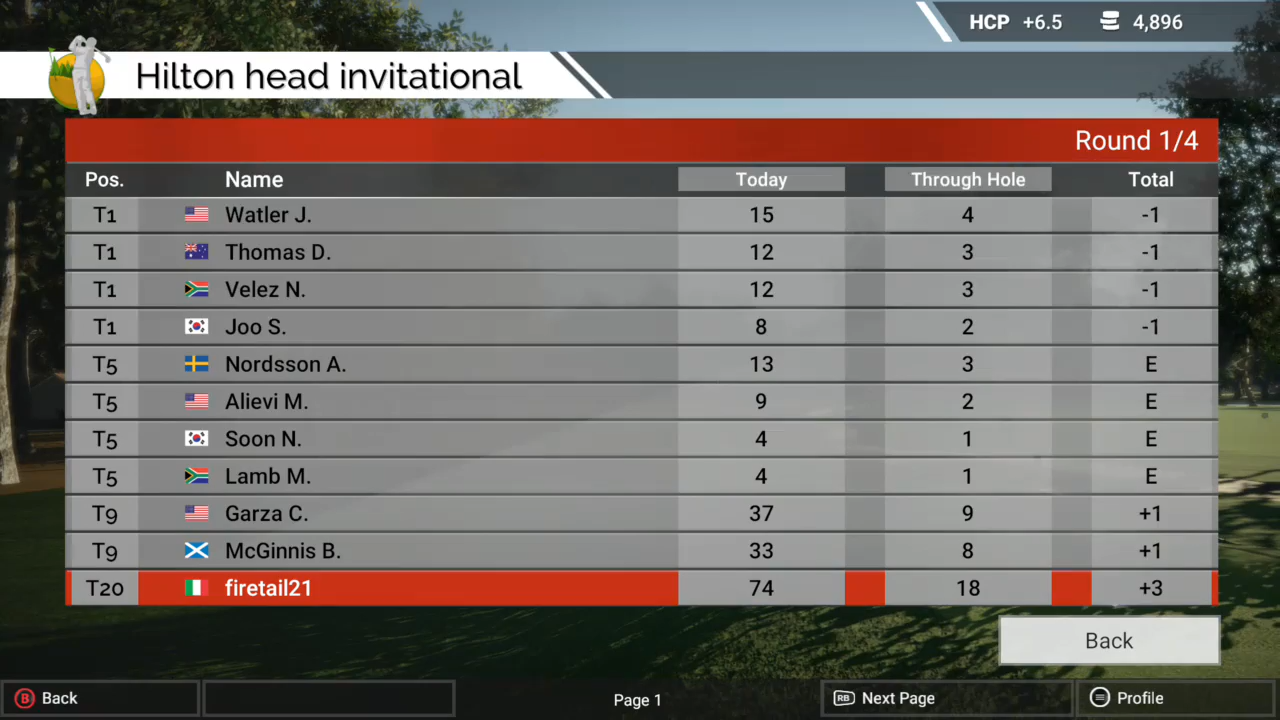 HCP +6.5 4,896
Hilton head invitational
Round 1/4
Pos. Name Today Through Hole Total
T1 Watler J. 15 4 -1
T1 Thomas D. 12 3 -1
T1 Velez N. 12 3 -1
T1 Joo S. 8 2 -1
T5 Nordsson A. 13 3 E
T5 Alievi M. 9 2 E
T5 Soon N. 4 1 E
T5 Lamb M. 4 1 E
T9 Garza C. 37 9 +1
T9 McGinnis B. 33 8 +1
T20 firetail21 74 18 +3
Back
B Back Page 1 RB Next Page Profile